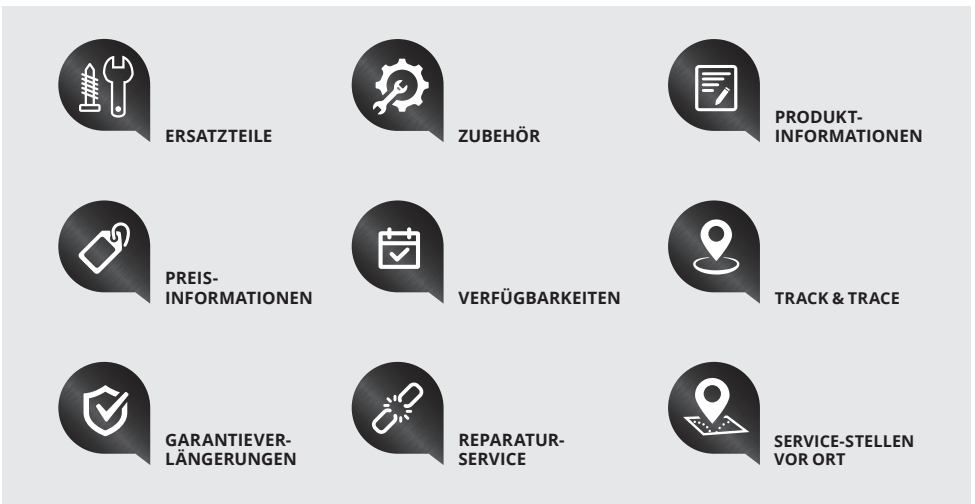 ERSATZTEILE
ZUBEHÖR
PRODUKT-
INFORMATIONEN
PREIS-
INFORMATIONEN
VERFÜGBARKEITEN
TRACK & TRACE
GARANTIEVER-
LÄNGERUNGEN
REPARATUR-
SERVICE
SERVICE-STELLEN
VOR ORT